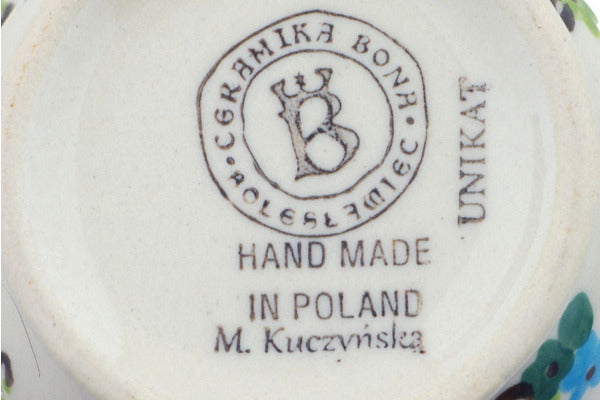 CERAMIKA BONA
BOLESŁAWIEC
B
UNIKAT
HAND MADE
IN POLAND
M. Kuczyńska